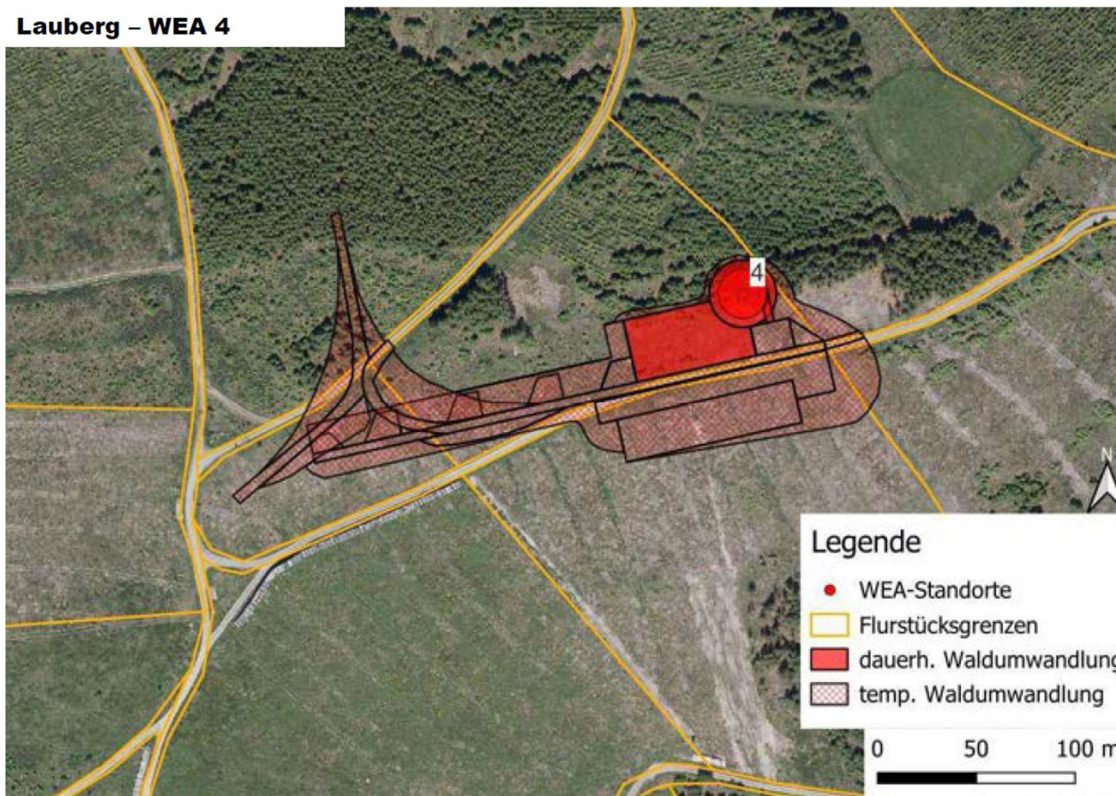 Lauberg – WEA 4
4
N
Legende
WEA-Standorte
Flurstücksgrenzen
dauerh. Waldumwandlung
temp. Waldumwandlung
0 50 100 m